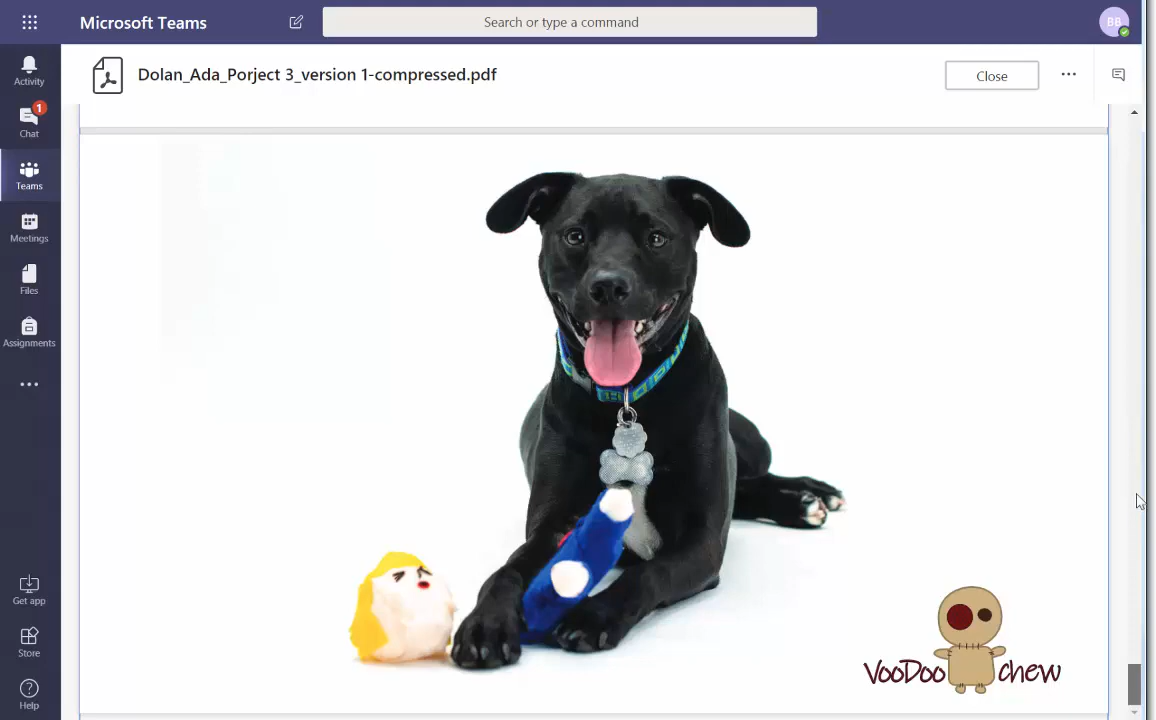 Microsoft Teams
Search or type a command
BB
Activity
Dolan_Ada_Porject 3_version 1-compressed.pdf
Close
1
Chat
Teams
Meetings
Files
Assignments
Get app
Store
Help
VooDoo chew